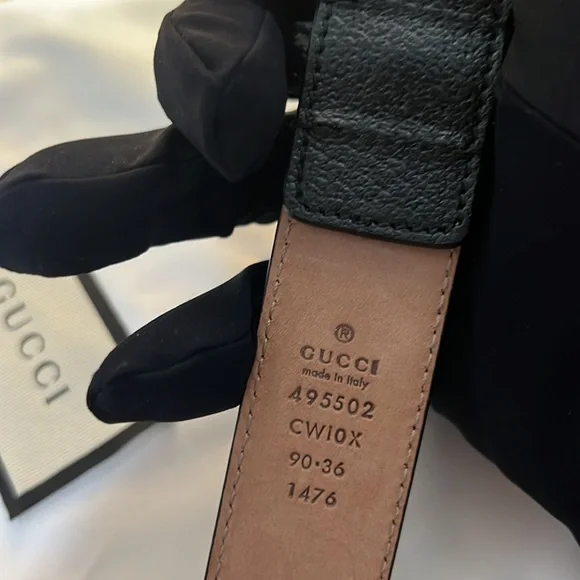 GUCCI
®
GUCCI
made in italy
495502
CWI0X
90·36
1476